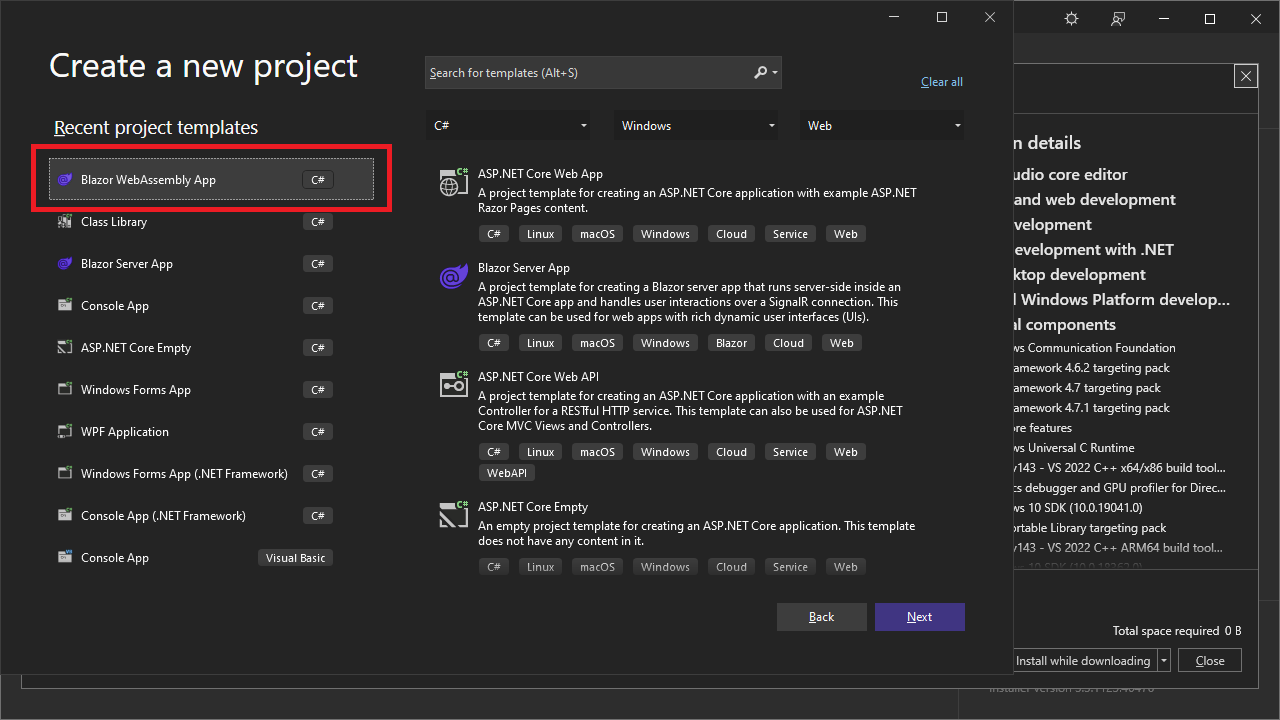 Create a new project
Search for templates (Alt+S)
Clear all
Recent project templates
C#
Windows
Web
Blazor WebAssembly App C#
Class Library C#
Blazor Server App C#
Console App C#
ASP.NET Core Empty C#
Windows Forms App C#
WPF Application C#
Windows Forms App (.NET Framework) C#
Console App (.NET Framework) C#
Console App Visual Basic
ASP.NET Core Web App
A project template for creating an ASP.NET Core application with example ASP.NET
Razor Pages content.
C# Linux macOS Windows Cloud Service Web
Blazor Server App
A project template for creating a Blazor server app that runs server-side inside an
ASP.NET Core app and handles user interactions over a SignalR connection. This
template can be used for web apps with rich dynamic user interfaces (UIs).
C# Linux macOS Windows Blazor Cloud Web
ASP.NET Core Web API
A project template for creating an ASP.NET Core application with an example
Controller for a RESTful HTTP service. This template can also be used for ASP.NET
Core MVC Views and Controllers.
C# Linux macOS Windows Cloud Service Web
WebAPI
ASP.NET Core Empty
An empty project template for creating an ASP.NET Core application. This template
does not have any content in it.
C# Linux macOS Windows Cloud Service Web
Back
Next
n details
udio core editor
and web development
velopment
evelopment with .NET
ktop development
l Windows Platform develop...
al components
ws Communication Foundation
ramework 4.6.2 targeting pack
ramework 4.7 targeting pack
ramework 4.7.1 targeting pack
ore features
ws Universal C Runtime
v143 - VS 2022 C++ x64/x86 build tool...
cs debugger and GPU profiler for Direc...
ws 10 SDK (10.0.19041.0)
ortable Library targeting pack
v143 - VS 2022 C++ ARM64 build tool...
Total space required 0 B
Install while downloading
Close